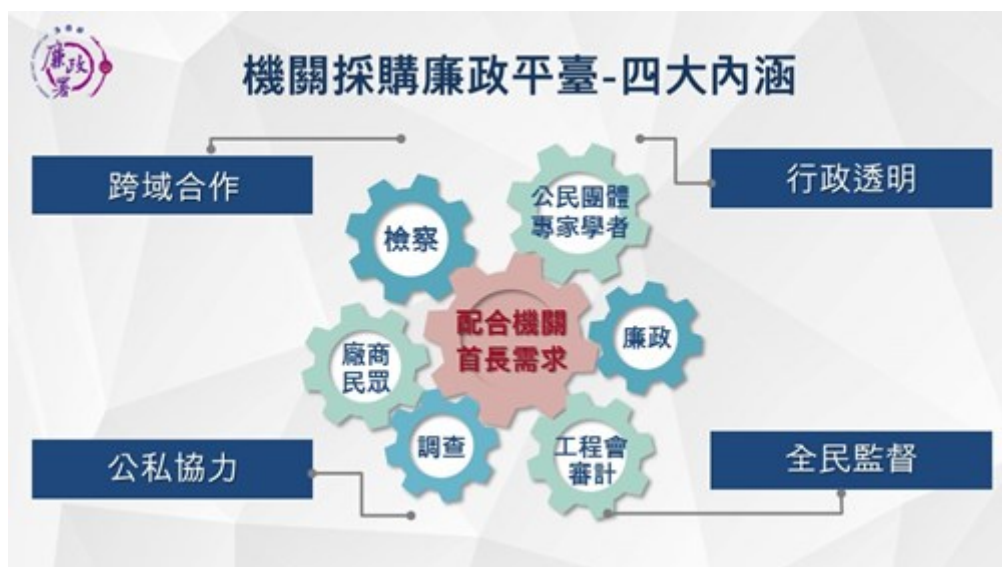 廉政署
機關採購廉政平臺-四大內涵
跨域合作
行政透明
檢察
公民團體
專家學者
配合機關
首長需求
廉政
廠商
民眾
調查
工程會
審計
公私協力
全民監督